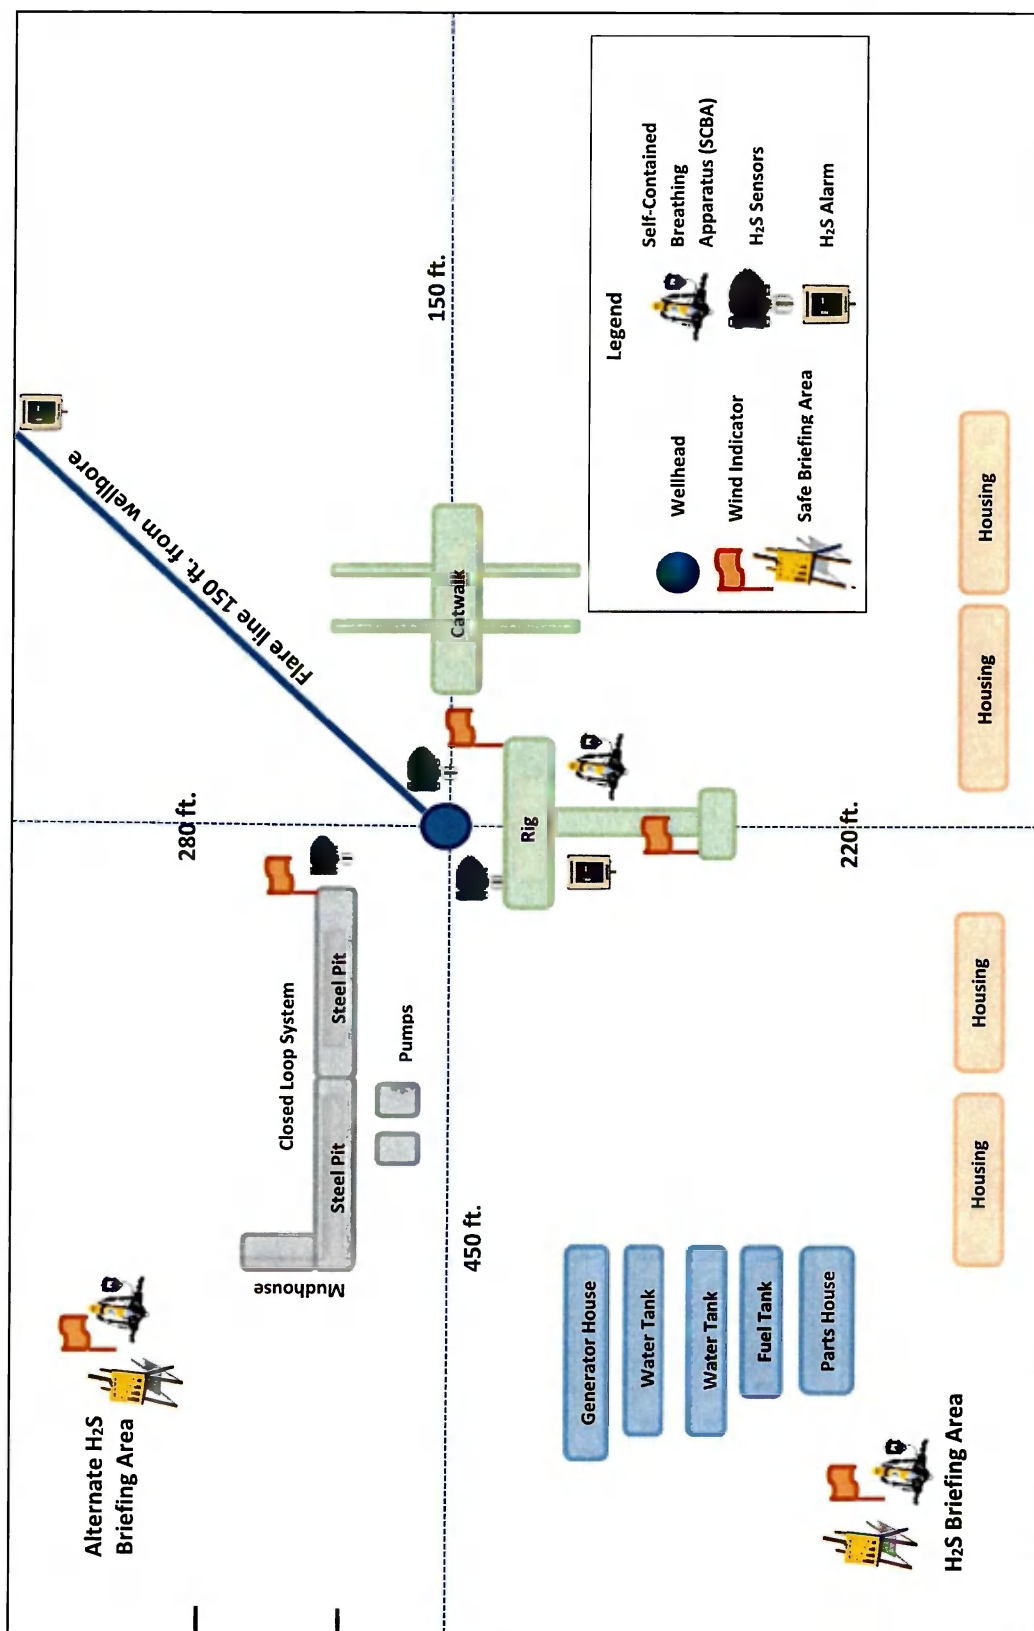 Alternate H₂S
Briefing Area
Mudhouse
Closed Loop System
Steel Pit
Steel Pit
Pumps
280 ft.
Flare line 150 ft. from wellbore
450 ft.
150 ft.
Catwalk
Rig
220 ft.
Generator House
Water Tank
Water Tank
Fuel Tank
Parts House
H₂S Briefing Area
Housing
Housing
Housing
Housing
Legend
Wellhead
Wind Indicator
Safe Briefing Area
Self-Contained
Breathing
Apparatus (SCBA)
H₂S Sensors
H₂S Alarm